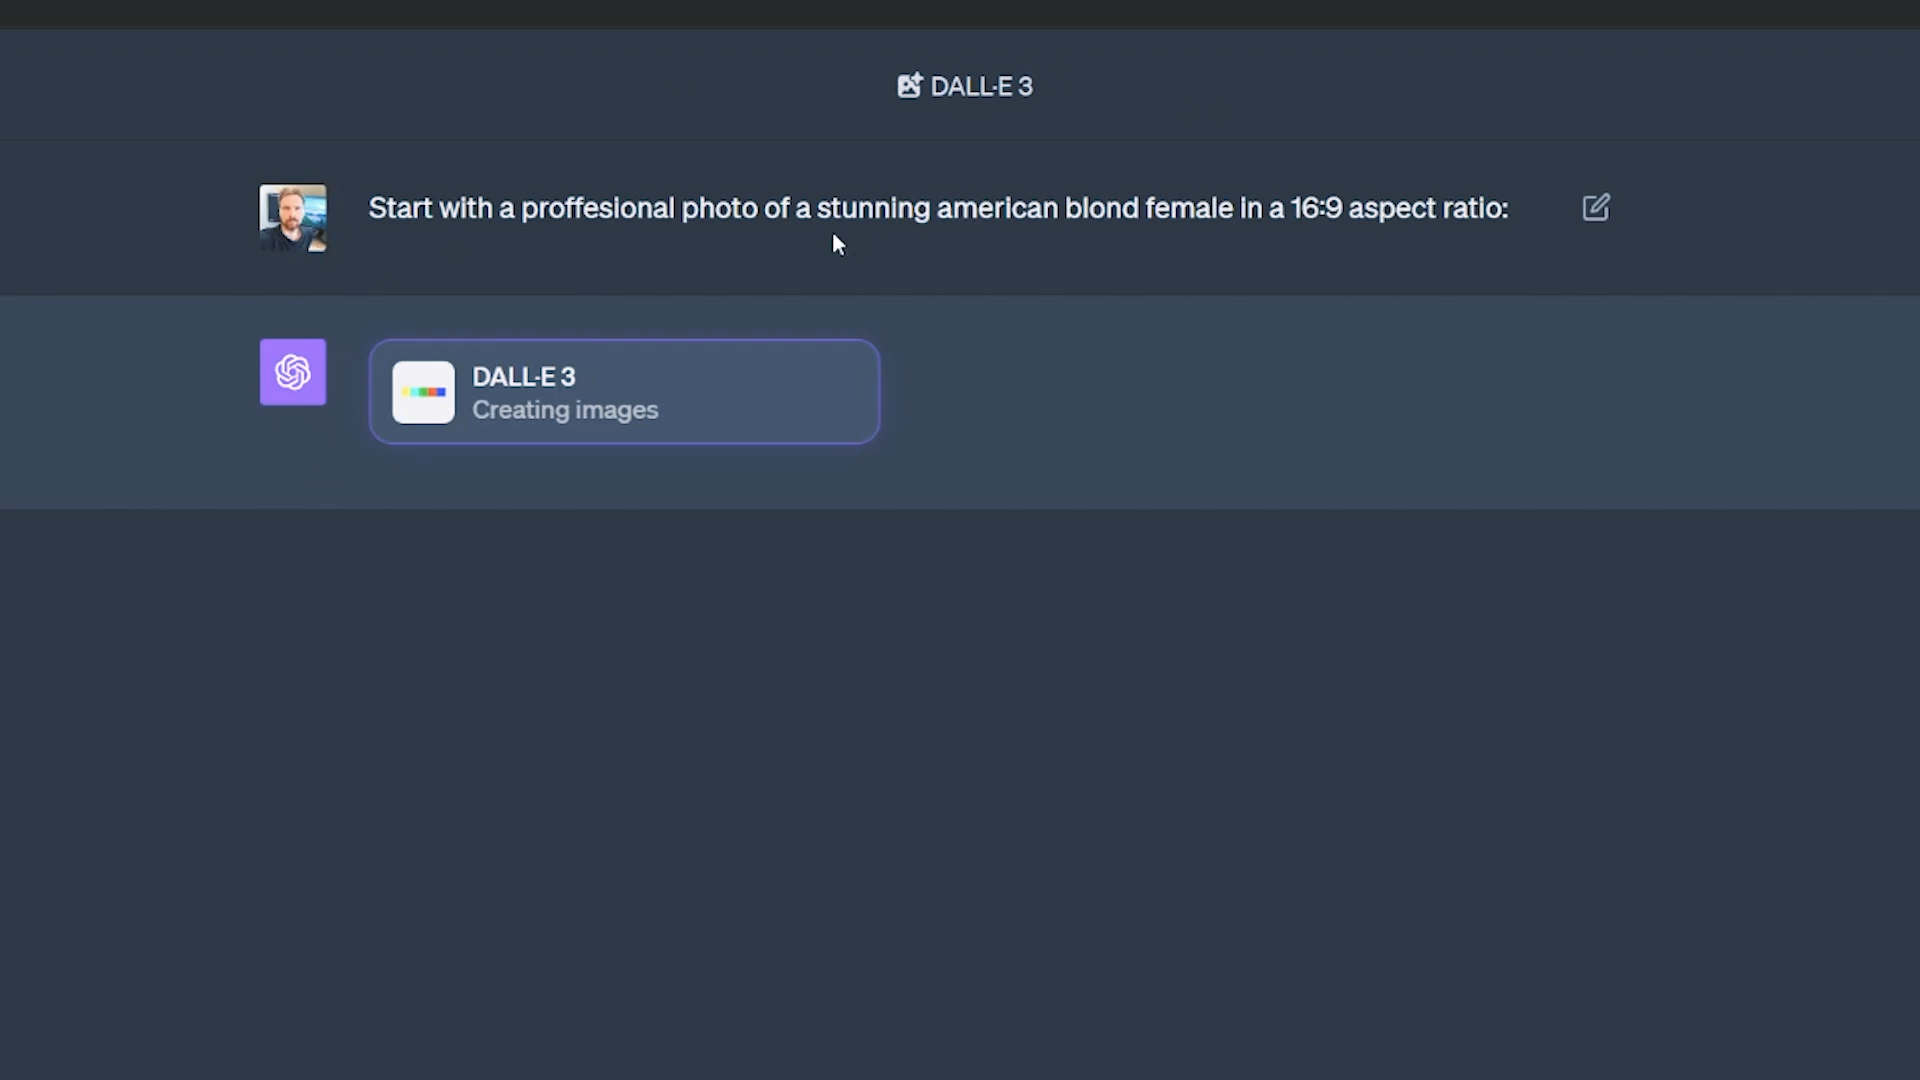 DALL·E 3
Start with a proffesional photo of a stunning american blond female in a 16:9 aspect ratio:
DALL·E 3
Creating images